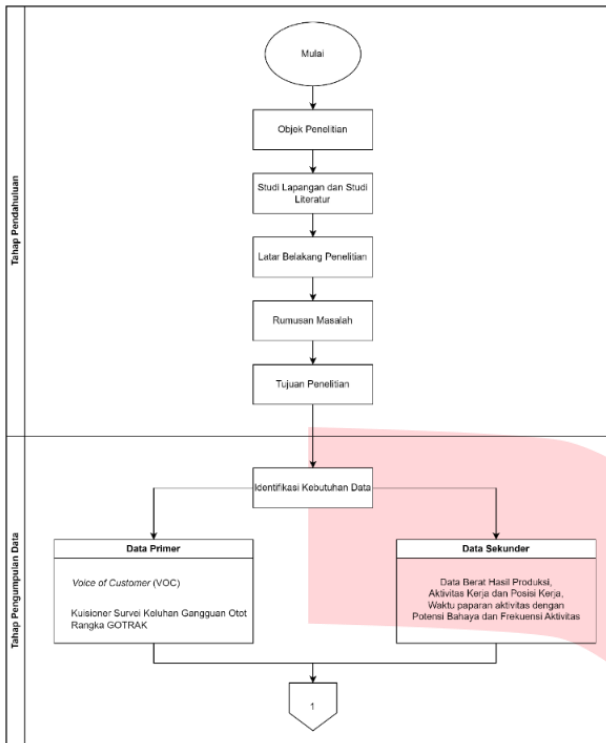 Tahap Pendahuluan
Mulai
Objek Penelitian
Studi Lapangan dan Studi
Literatur
Latar Belakang Penelitian
Rumusan Masalah
Tujuan Penelitian
Tahap Pengumpulan Data
Identifikasi Kebutuhan Data
Data Primer
Voice of Customer (VOC)
Kuisioner Survei Keluhan Gangguan Otot
Rangka GOTRAK
Data Sekunder
Data Berat Hasil Produksi,
Aktivitas Kerja dan Posisi Kerja,
Waktu paparan aktivitas dengan
Potensi Bahaya dan Frekuensi Aktivitas
1